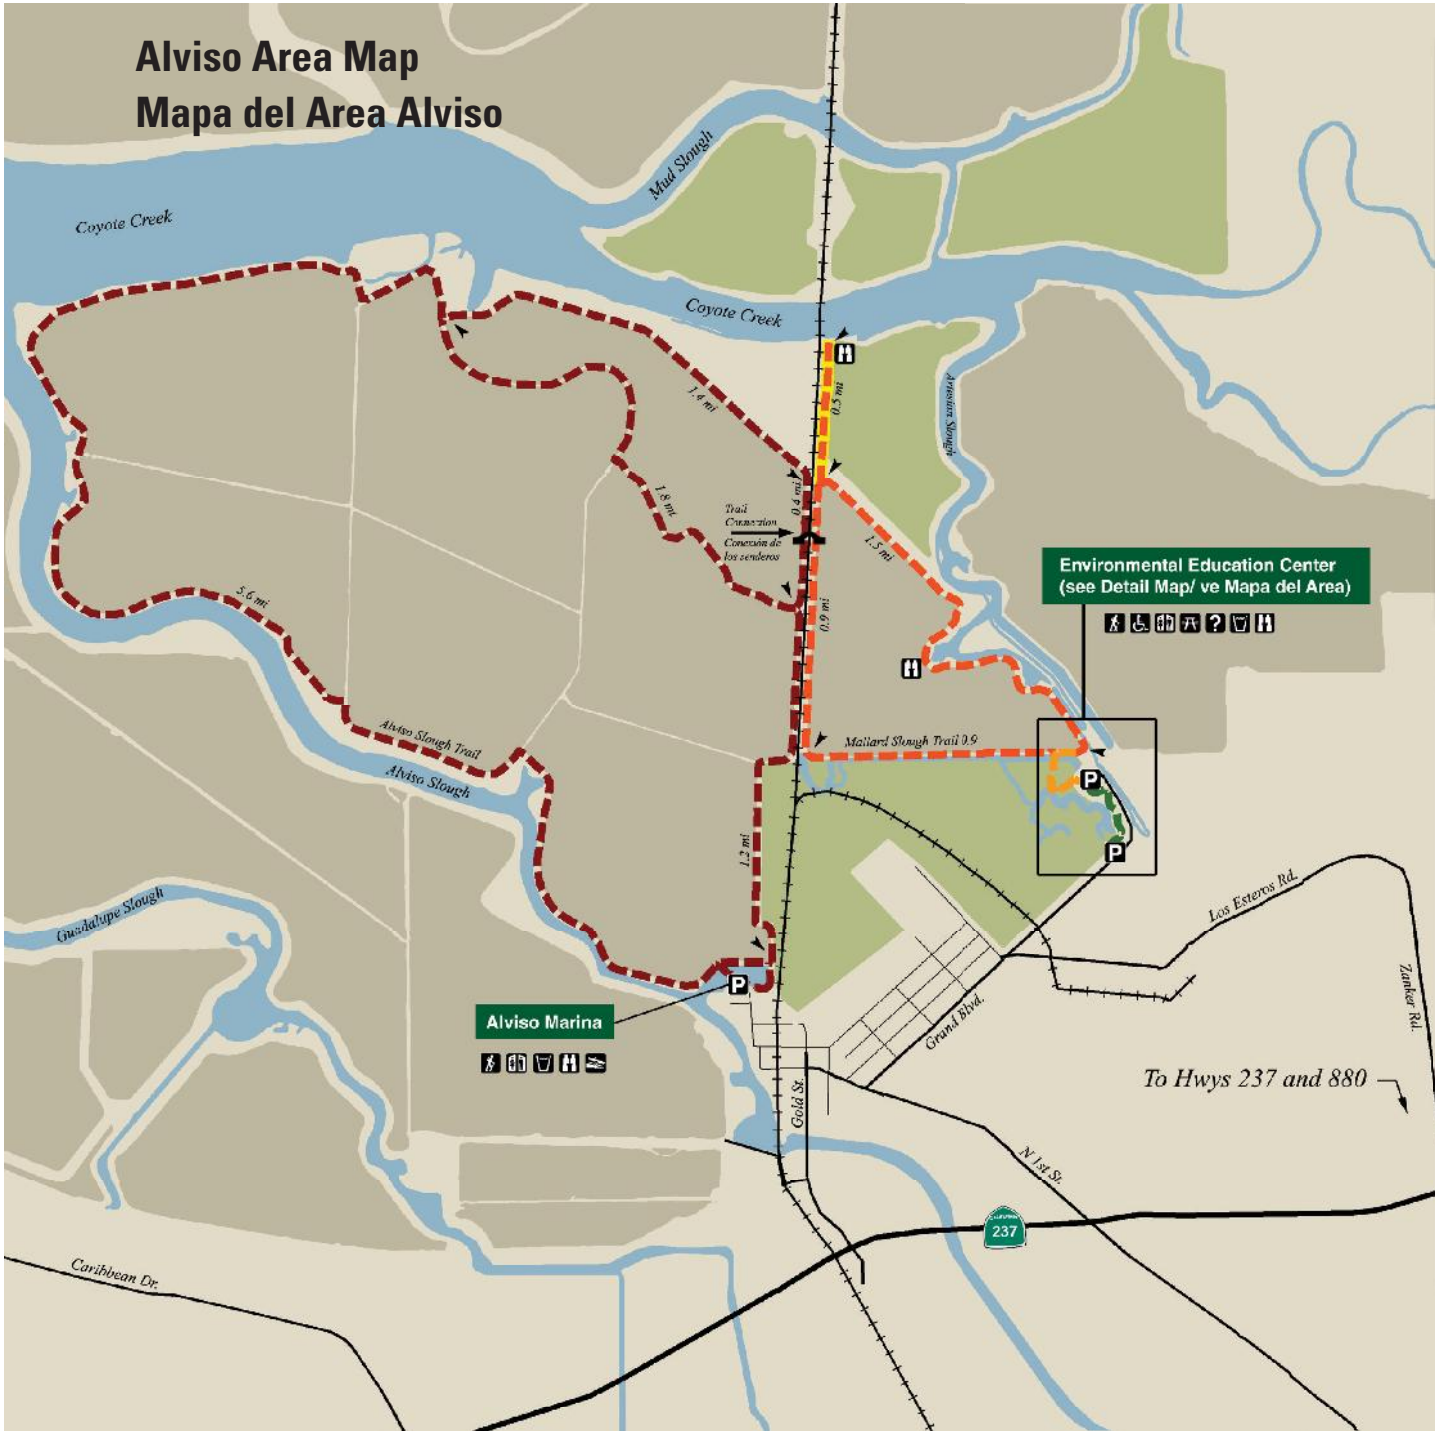 Alviso Area Map
Mapa del Area Alviso
Mud Slough
Coyote Creek
Coyote Creek
Artesian Slough
0.5 mi
1.4 mi
0.4 mi
1.8 mi
Trail
Connection
Conexión de
los senderos
1.5 mi
Environmental Education Center
(see Detail Map/ ve Mapa del Area)
?
0.9 mi
5.6 mi
Alviso Slough Trail
Mallard Slough Trail 0.9
Alviso Slough
P
P
1.2 mi
Los Esteros Rd.
Guadalupe Slough
P
Zanker Rd.
Alviso Marina
Grand Blvd.
To Hwys 237 and 880
Gold St.
N 1st St.
CALIFORNIA
237
Caribbean Dr.